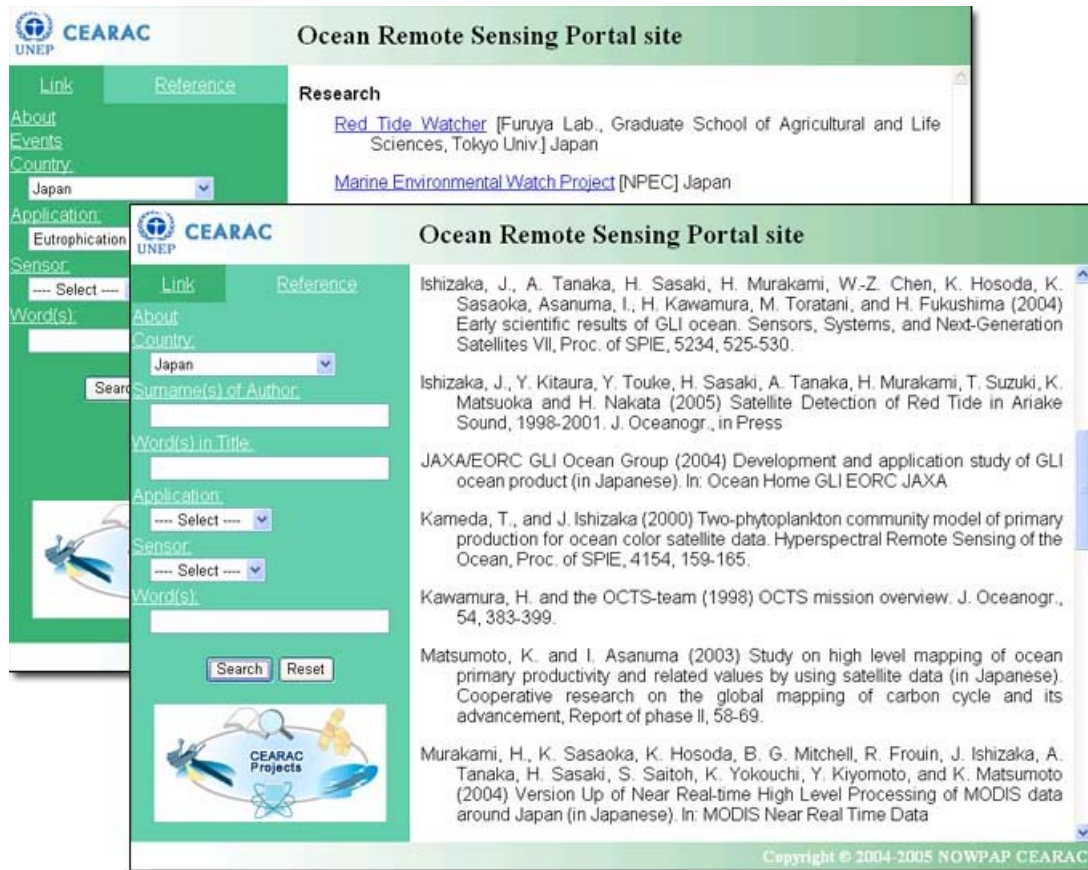 UNEP
CEARAC
Ocean Remote Sensing Portal site
Link
Reference
About
Events
Country:
Japan
Application:
Eutrophication
Sensor:
---- Select ----
Word(s):
Research
Red Tide Watcher [Furuya Lab., Graduate School of Agricultural and Life
Sciences, Tokyo Univ.] Japan
Marine Environmental Watch Project [NPEC] Japan
UNEP
CEARAC
Ocean Remote Sensing Portal site
Link
Reference
About
Country:
Japan
Surname(s) of Author:
Word(s) in Title:
Application:
---- Select ----
Sensor:
---- Select ----
Word(s):
Search
Reset
CEARAC
Projects
Ishizaka, J., A. Tanaka, H. Sasaki, H. Murakami, W.-Z. Chen, K. Hosoda, K.
Sasaoka, Asanuma, I., H. Kawamura, M. Toratani, and H. Fukushima (2004)
Early scientific results of GLI ocean. Sensors, Systems, and Next-Generation
Satellites VII, Proc. of SPIE, 5234, 525-530.
Ishizaka, J., Y. Kitaura, Y. Touke, H. Sasaki, A. Tanaka, H. Murakami, T. Suzuki, K.
Matsuoka and H. Nakata (2005) Satellite Detection of Red Tide in Ariake
Sound, 1998-2001. J. Oceanogr., in Press
JAXA/EORC GLI Ocean Group (2004) Development and application study of GLI
ocean product (in Japanese). In: Ocean Home GLI EORC JAXA
Kameda, T., and J. Ishizaka (2000) Two-phytoplankton community model of primary
production for ocean color satellite data. Hyperspectral Remote Sensing of the
Ocean, Proc. of SPIE, 4154, 159-165.
Kawamura, H. and the OCTS-team (1998) OCTS mission overview. J. Oceanogr.,
54, 383-399.
Matsumoto, K. and I. Asanuma (2003) Study on high level mapping of ocean
primary productivity and related values by using satellite data (in Japanese).
Cooperative research on the global mapping of carbon cycle and its
advancement, Report of phase II, 58-69.
Murakami, H., K. Sasaoka, K. Hosoda, B. G. Mitchell, R. Frouin, J. Ishizaka, A.
Tanaka, H. Sasaki, S. Saitoh, K. Yokouchi, Y. Kiyomoto, and K. Matsumoto
(2004) Version Up of Near Real-time High Level Processing of MODIS data
around Japan (in Japanese). In: MODIS Near Real Time Data
Copyright © 2004-2005 NOWPAP CEARAC